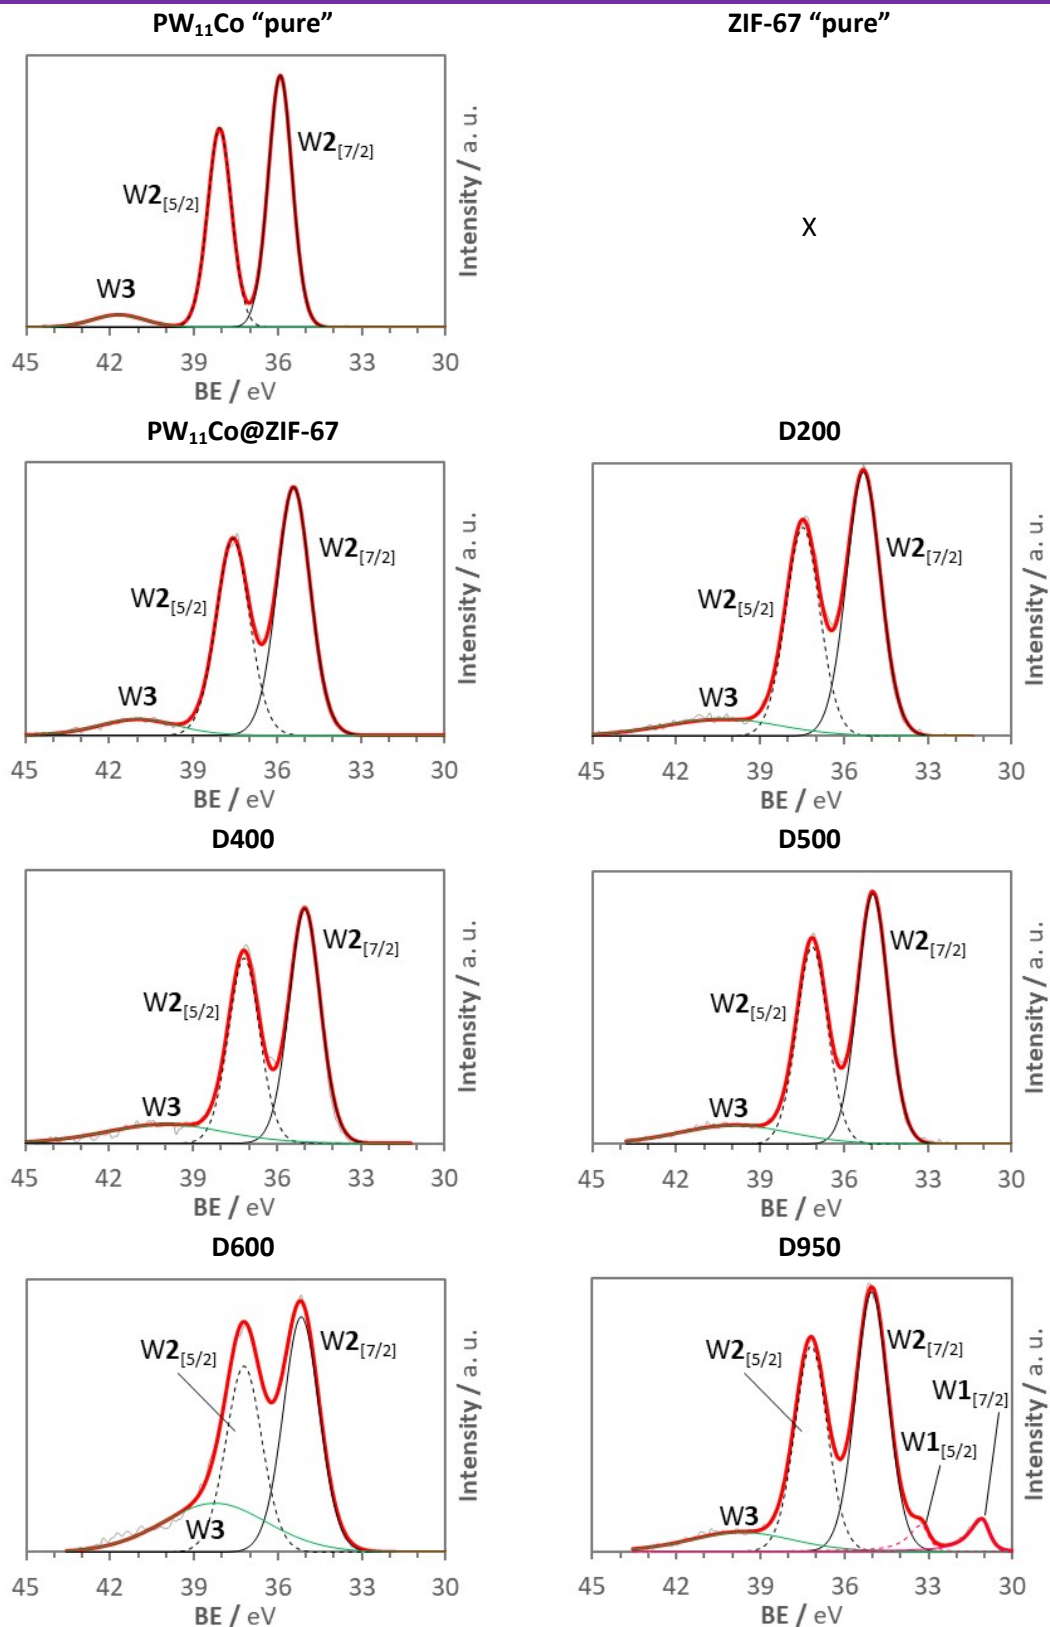 PW₁₁Co “pure”
ZIF-67 “pure”
W2[7/2]
W2[5/2]
W3
Intensity / a. u.
45 42 39 36 33 30
BE / eV
X
PW₁₁Co@ZIF-67
D200
W2[7/2]
W2[5/2]
W3
Intensity / a. u.
45 42 39 36 33 30
BE / eV
W2[7/2]
W2[5/2]
W3
Intensity / a. u.
45 42 39 36 33 30
BE / eV
D400
D500
W2[7/2]
W2[5/2]
W3
Intensity / a. u.
45 42 39 36 33 30
BE / eV
W2[7/2]
W2[5/2]
W3
Intensity / a. u.
45 42 39 36 33 30
BE / eV
D600
D950
W2[5/2]
W2[7/2]
W3
Intensity / a. u.
45 42 39 36 33 30
BE / eV
W2[5/2]
W2[7/2]
W1[7/2]
W1[5/2]
W3
Intensity / a. u.
45 42 39 36 33 30
BE / eV